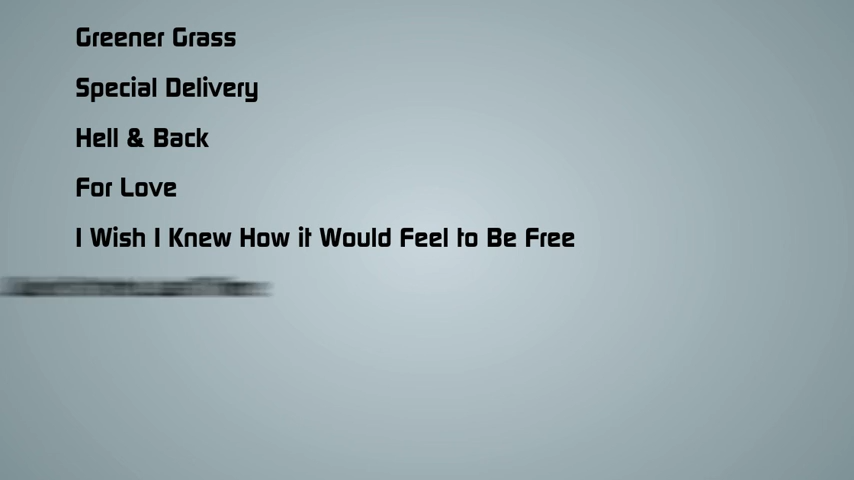 Greener Grass
Special Delivery
Hell & Back
For Love
I Wish I Knew How it Would Feel to Be Free